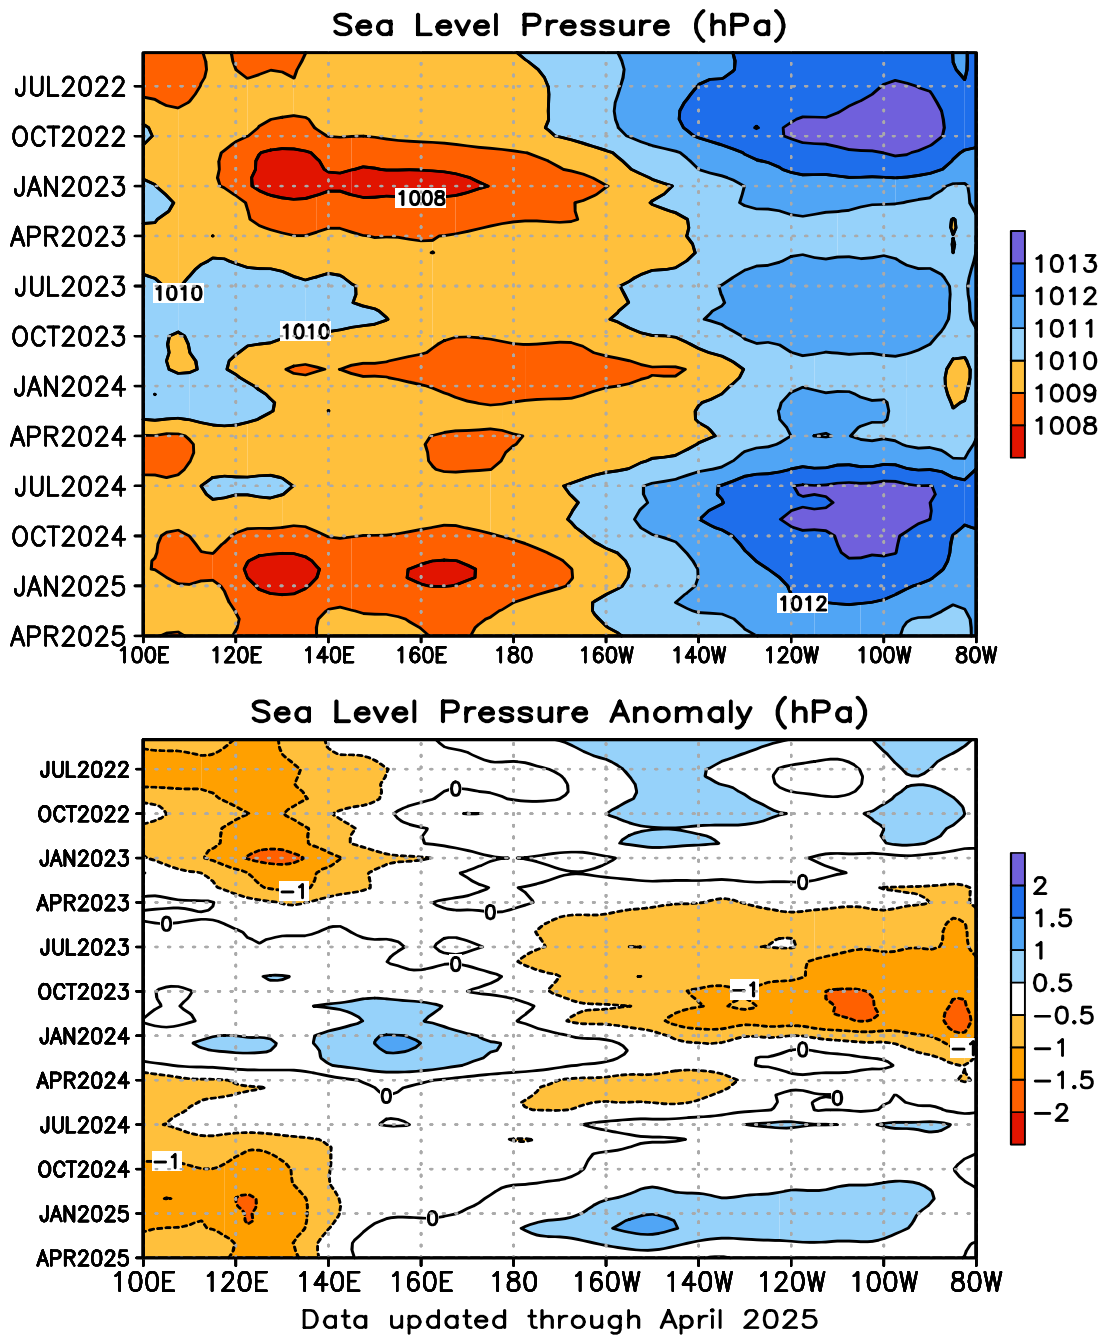 Sea Level Pressure (hPa)
JUL2022
OCT2022
JAN2023
APR2023
JUL2023
OCT2023
JAN2024
APR2024
JUL2024
OCT2024
JAN2025
APR2025
1008
1010
1010
1012
1013
1012
1011
1010
1009
1008
100E 120E 140E 160E 180 160W 140W 120W 100W 80W
Sea Level Pressure Anomaly (hPa)
JUL2022
OCT2022
JAN2023
APR2023
JUL2023
OCT2023
JAN2024
APR2024
JUL2024
OCT2024
JAN2025
APR2025
0
0
-1
0
0
0
-1
0
-1
0
0
-1
0
2
1.5
1
0.5
-0.5
-1
-1.5
-2
100E 120E 140E 160E 180 160W 140W 120W 100W 80W
Data updated through April 2025